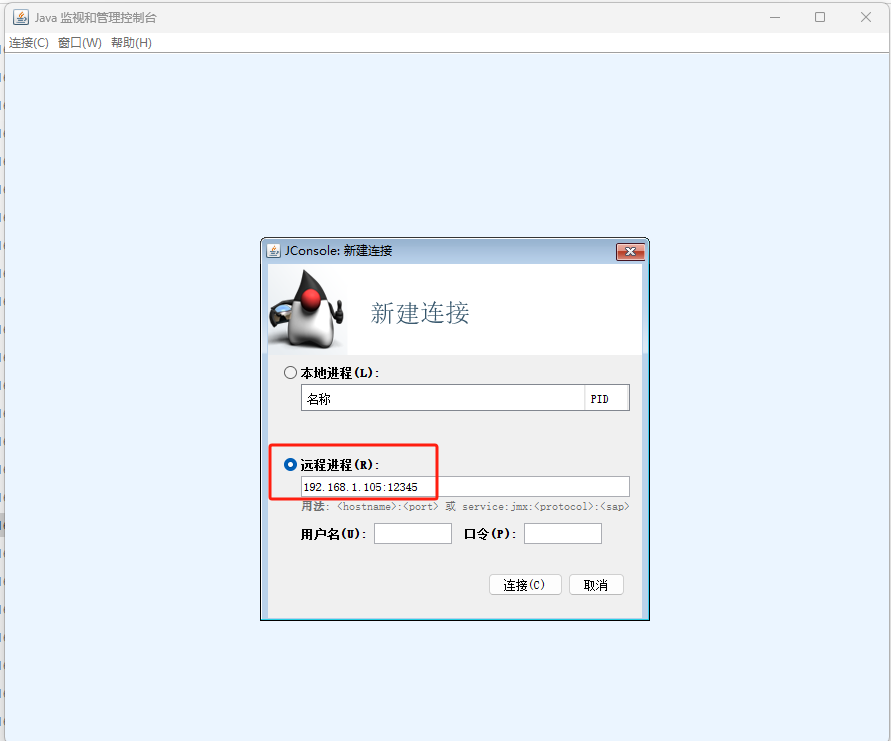 Java 监视和管理控制台
连接(C) 窗口(W) 帮助(H)
JConsole: 新建连接
新建连接
本地进程(L):
名称 PID
远程进程(R):
192.168.1.105:12345
用法: <hostname>:<port> 或 service:jmx:<protocol>:<sap>
用户名(U): 口令(P):
连接(C) 取消